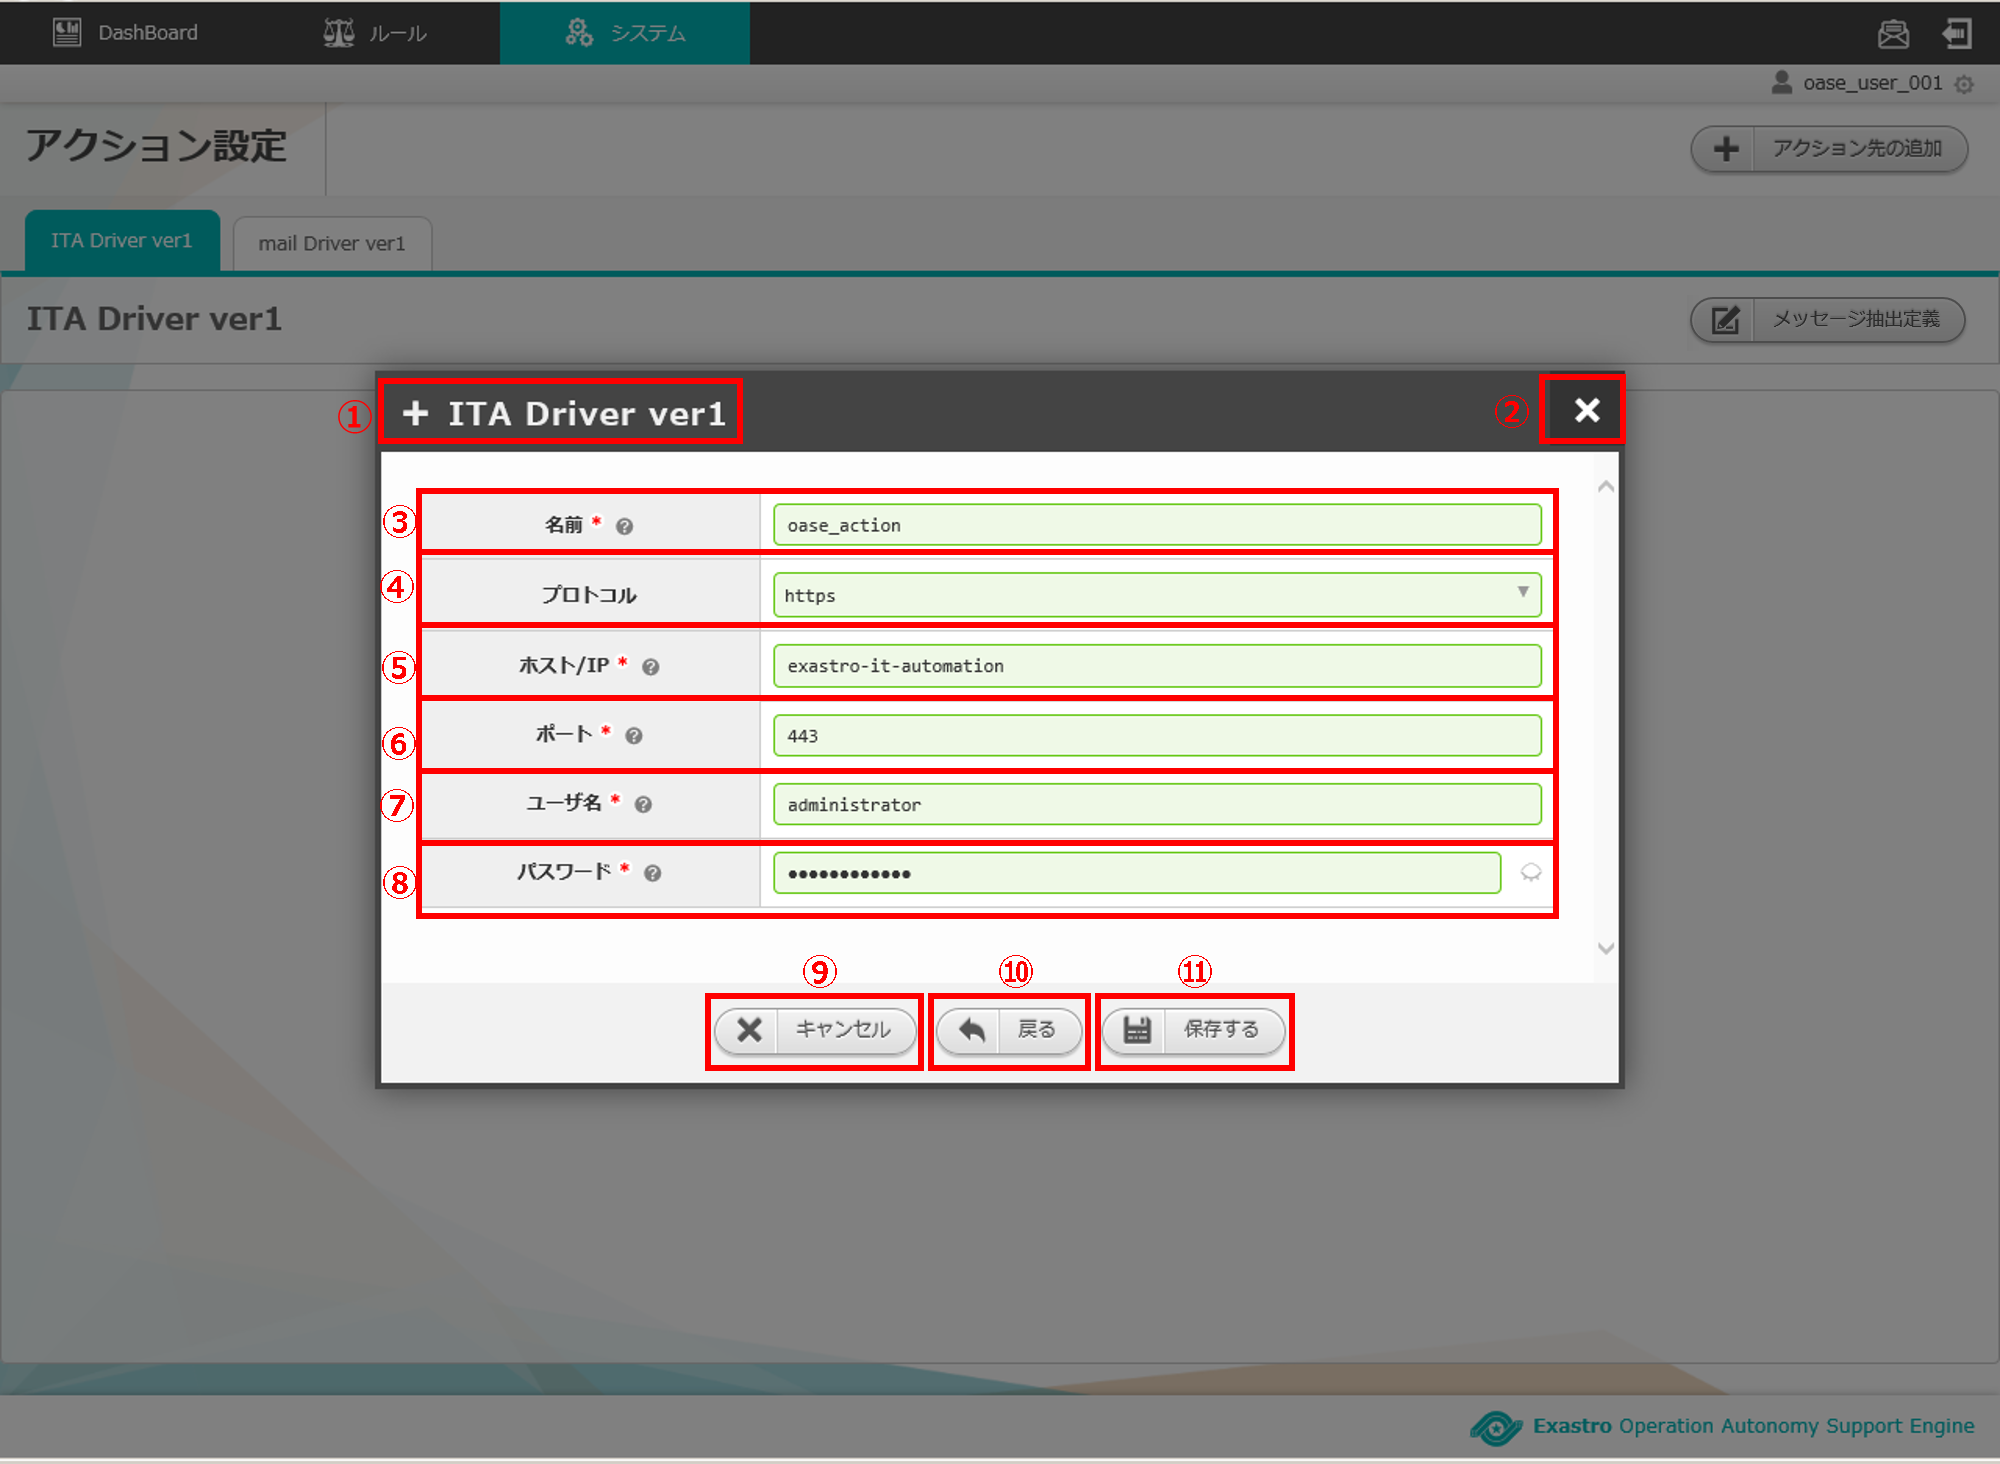 DashBoard
ルール
システム
oase_user_001
アクション設定
アクション先の追加
ITA Driver ver1
mail Driver ver1
ITA Driver ver1
メッセージ抽出定義
① + ITA Driver ver1
②
③ 名前 * oase_action
④ プロトコル https
⑤ ホスト/IP * exastro-it-automation
⑥ ポート * 443
⑦ ユーザ名 * administrator
⑧ パスワード * ••••••••••••
⑨ ⑩ ⑪
キャンセル
戻る
保存する
Exastro Operation Autonomy Support Engine